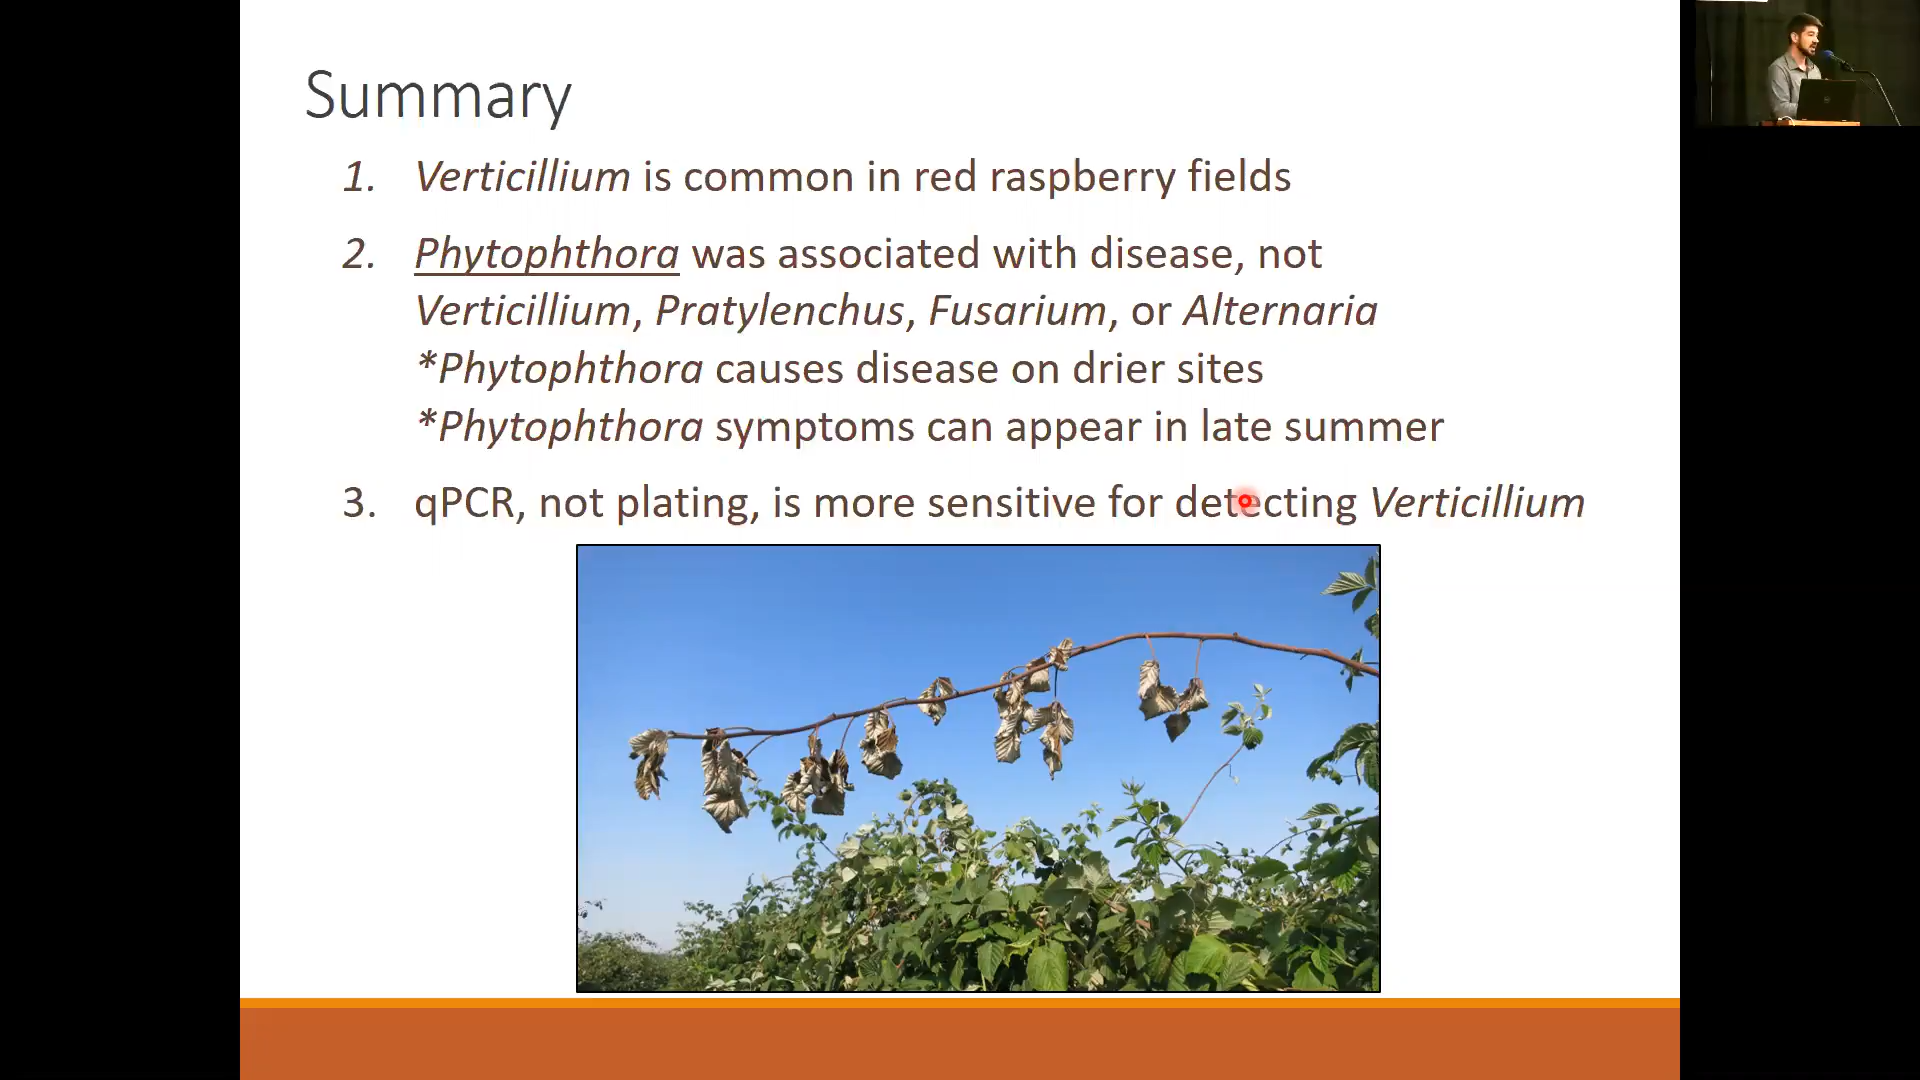 Summary
1. Verticillium is common in red raspberry fields
2. Phytophthora was associated with disease, not
Verticillium, Pratylenchus, Fusarium, or Alternaria
*Phytophthora causes disease on drier sites
*Phytophthora symptoms can appear in late summer
3. qPCR, not plating, is more sensitive for detecting Verticillium